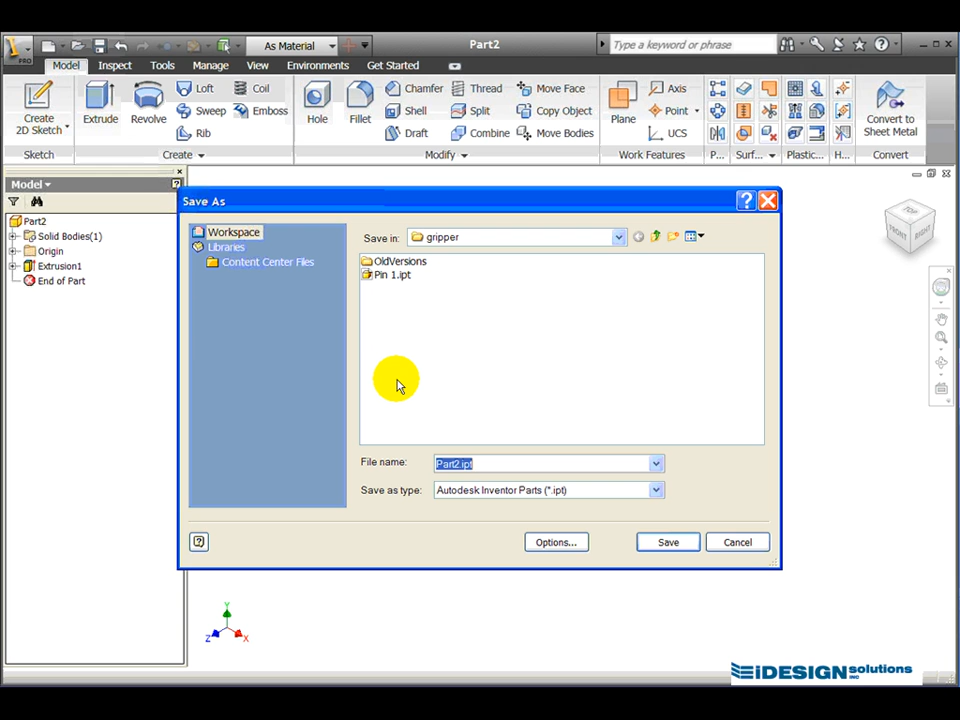 PRO
As Material
Part2
Type a keyword or phrase
Model Inspect Tools Manage View Environments Get Started
Create
2D Sketch
Extrude
Revolve
Loft
Sweep
Rib
Coil
Emboss
Hole
Fillet
Chamfer
Shell
Draft
Thread
Split
Combine
Move Face
Copy Object
Move Bodies
Plane
Axis
Point
UCS
Convert to
Sheet Metal
Sketch
Create
Modify
Work Features
P...
Surf...
Plastic...
H...
Convert
Model
Part2
Solid Bodies(1)
Origin
Extrusion1
End of Part
Save As
Workspace
Libraries
Content Center Files
Save in:
gripper
OldVersions
Pin 1.ipt
File name:
Part2.ipt
Save as type:
Autodesk Inventor Parts (*.ipt)
Options...
Save
Cancel
TOP
FRONT
RIGHT
Y
Z
X
iDESIGN solutions
INC